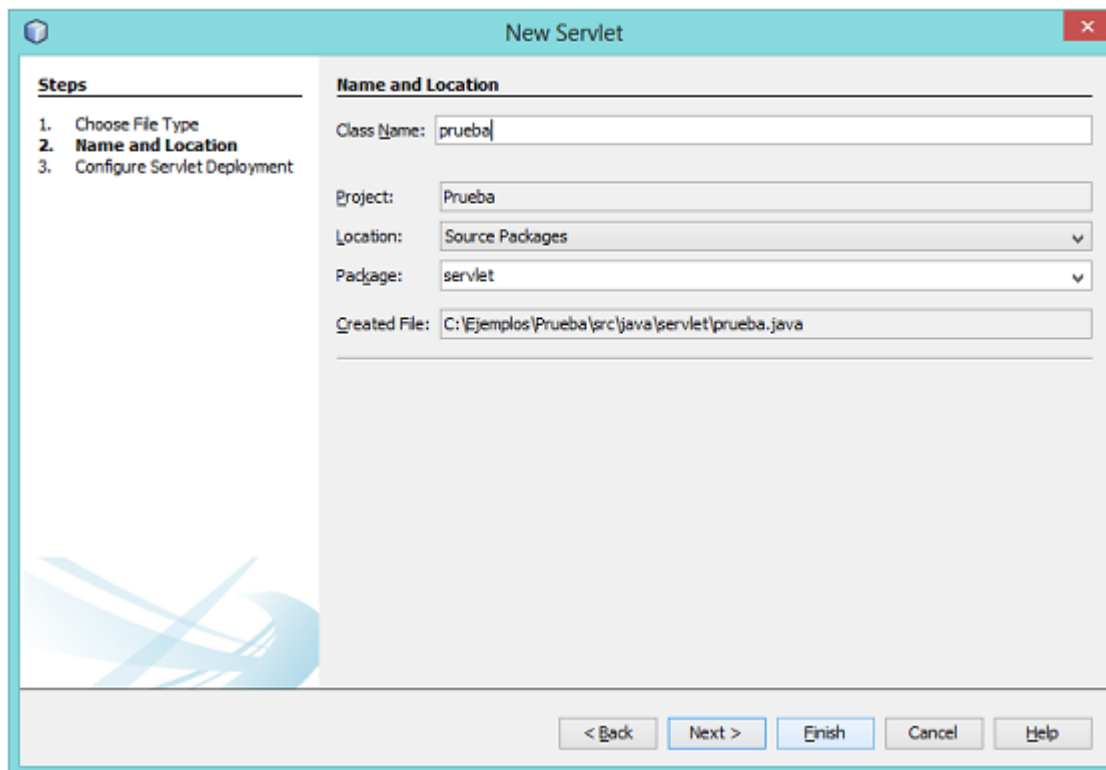 New Servlet
Steps
1. Choose File Type
2. Name and Location
3. Configure Servlet Deployment
Name and Location
Class Name: prueba
Project: Prueba
Location: Source Packages
Package: servlet
Created File: C:\Ejemplos\Prueba\src\java\servlet\prueba.java
< Back Next > Finish Cancel Help